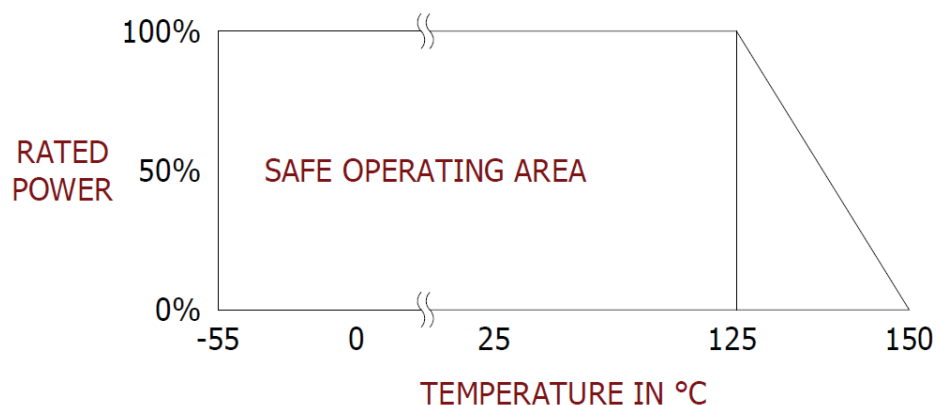 100%
RATED
POWER
50%
SAFE OPERATING AREA
0%
-55 0 25 125 150
TEMPERATURE IN °C